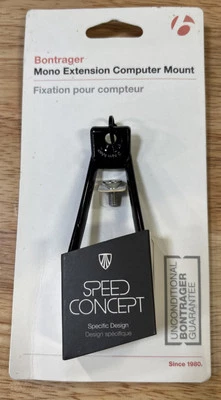 Bontrager
Mono Extension Computer Mount
Fixation pour compteur
SPEED
CONCEPT
Specific Design
Design spécifique
UNCONDITIONAL
BONTRAGER
GUARANTEE
Since 1980.